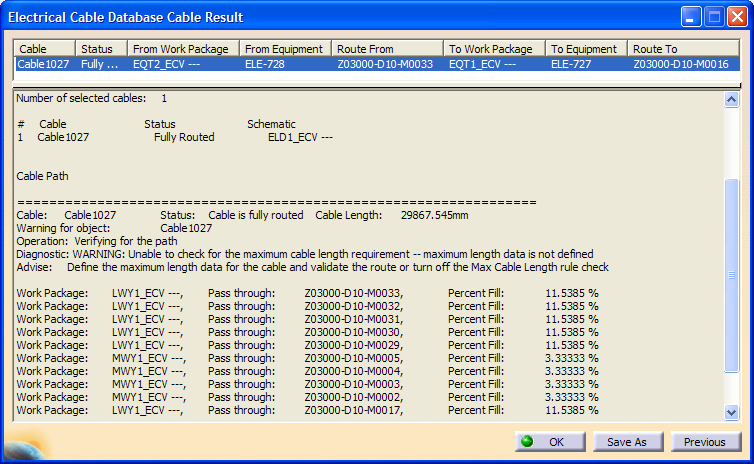 Electrical Cable Database Cable Result
Cable Status From Work Package From Equipment Route From To Work Package To Equipment Route To
Cable1027 Fully ... EQT2_ECV --- ELE-728 Z03000-D10-M0033 EQT1_ECV --- ELE-727 Z03000-D10-M0016
Number of selected cables: 1
# Cable Status Schematic
1 Cable1027 Fully Routed ELD1_ECV ---
Cable Path
================================================================
Cable: Cable1027 Status: Cable is fully routed Cable Length: 29867.545mm
Warning for object: Cable1027
Operation: Verifying for the path
Diagnostic: WARNING: Unable to check for the maximum cable length requirement -- maximum length data is not defined
Advise: Define the maximum length data for the cable and validate the route or turn off the Max Cable Length rule check
Work Package: LWY1_ECV ---, Pass through: Z03000-D10-M0033, Percent Fill: 11.5385 %
Work Package: LWY1_ECV ---, Pass through: Z03000-D10-M0032, Percent Fill: 11.5385 %
Work Package: LWY1_ECV ---, Pass through: Z03000-D10-M0031, Percent Fill: 11.5385 %
Work Package: LWY1_ECV ---, Pass through: Z03000-D10-M0030, Percent Fill: 11.5385 %
Work Package: LWY1_ECV ---, Pass through: Z03000-D10-M0029, Percent Fill: 11.5385 %
Work Package: MWY1_ECV ---, Pass through: Z03000-D10-M0005, Percent Fill: 3.33333 %
Work Package: MWY1_ECV ---, Pass through: Z03000-D10-M0004, Percent Fill: 3.33333 %
Work Package: MWY1_ECV ---, Pass through: Z03000-D10-M0003, Percent Fill: 3.33333 %
Work Package: MWY1_ECV ---, Pass through: Z03000-D10-M0002, Percent Fill: 3.33333 %
Work Package: LWY1_ECV ---, Pass through: Z03000-D10-M0017, Percent Fill: 11.5385 %
OK Save As Previous